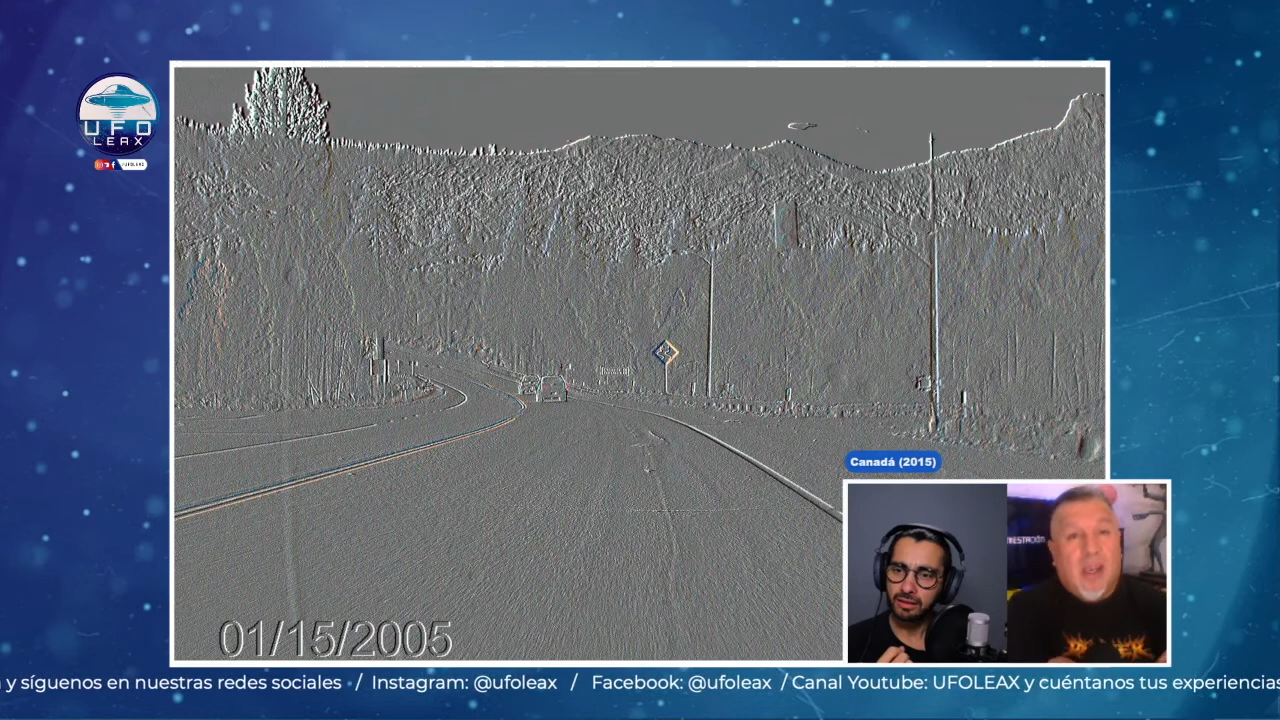 UFO
LEAX
01/15/2005
Canadá (2015)
y síguenos en nuestras redes sociales / Instagram: @ufoleax / Facebook: @ufoleax / Canal Youtube: UFOLEAX y cuéntanos tus experiencias